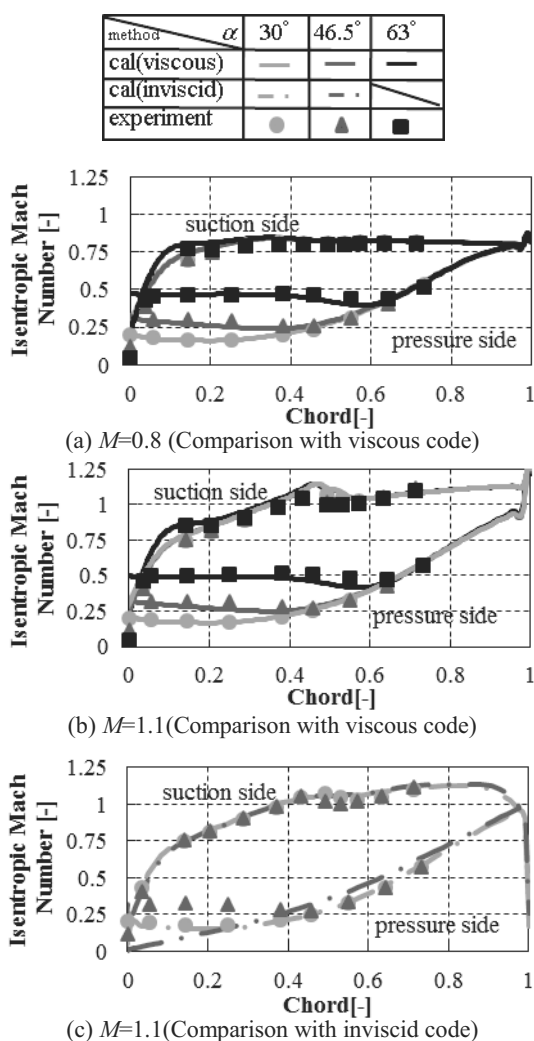 method α 30° 46.5° 63°
cal(viscous)
cal(inviscid)
experiment
1.25
1
0.75
0.5
0.25
0
Isentropic Mach
Number [-]
suction side
pressure side
0 0.2 0.4 0.6 0.8 1
Chord[-]
(a) M=0.8 (Comparison with viscous code)
1.25
1
0.75
0.5
0.25
0
Isentropic Mach
Number [-]
suction side
pressure side
0 0.2 0.4 0.6 0.8 1
Chord[-]
(b) M=1.1(Comparison with viscous code)
1.25
1
0.75
0.5
0.25
0
Isentropic Mach
Number [-]
suction side
pressure side
0 0.2 0.4 0.6 0.8 1
Chord[-]
(c) M=1.1(Comparison with inviscid code)